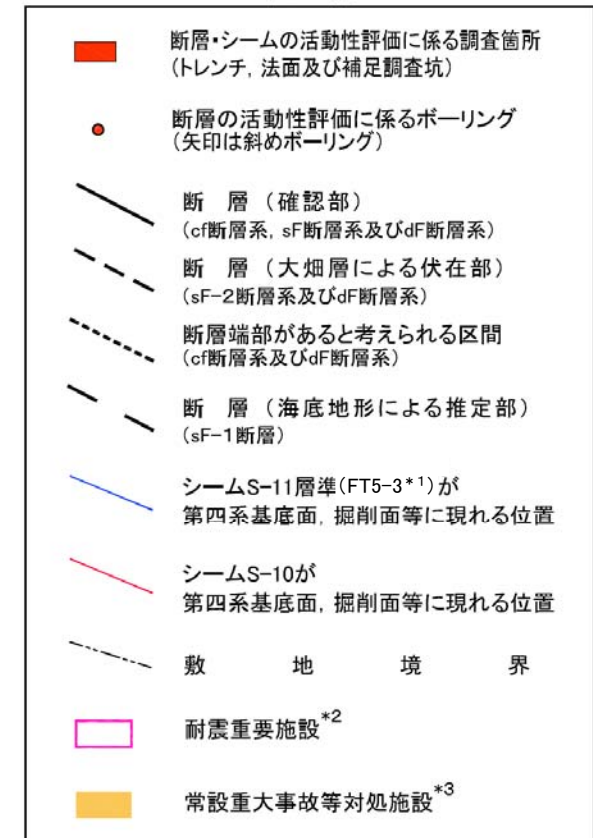 断層・シームの活動性評価に係る調査箇所
(トレンチ, 法面及び補足調査坑)
断層の活動性評価に係るボーリング
(矢印は斜めボーリング)
断　層（確認部）
(cf断層系, sF断層系及びdF断層系)
断　層（大畑層による伏在部）
(sF-2断層系及びdF断層系)
断層端部があると考えられる区間
(cf断層系及びdF断層系)
断　層（海底地形による推定部）
(sF-1断層)
シームS-11層準(FT5-3*1)が
第四系基底面, 掘削面等に現れる位置
シームS-10が
第四系基底面, 掘削面等に現れる位置
敷　地　境　界
耐震重要施設*2
常設重大事故等対処施設*3